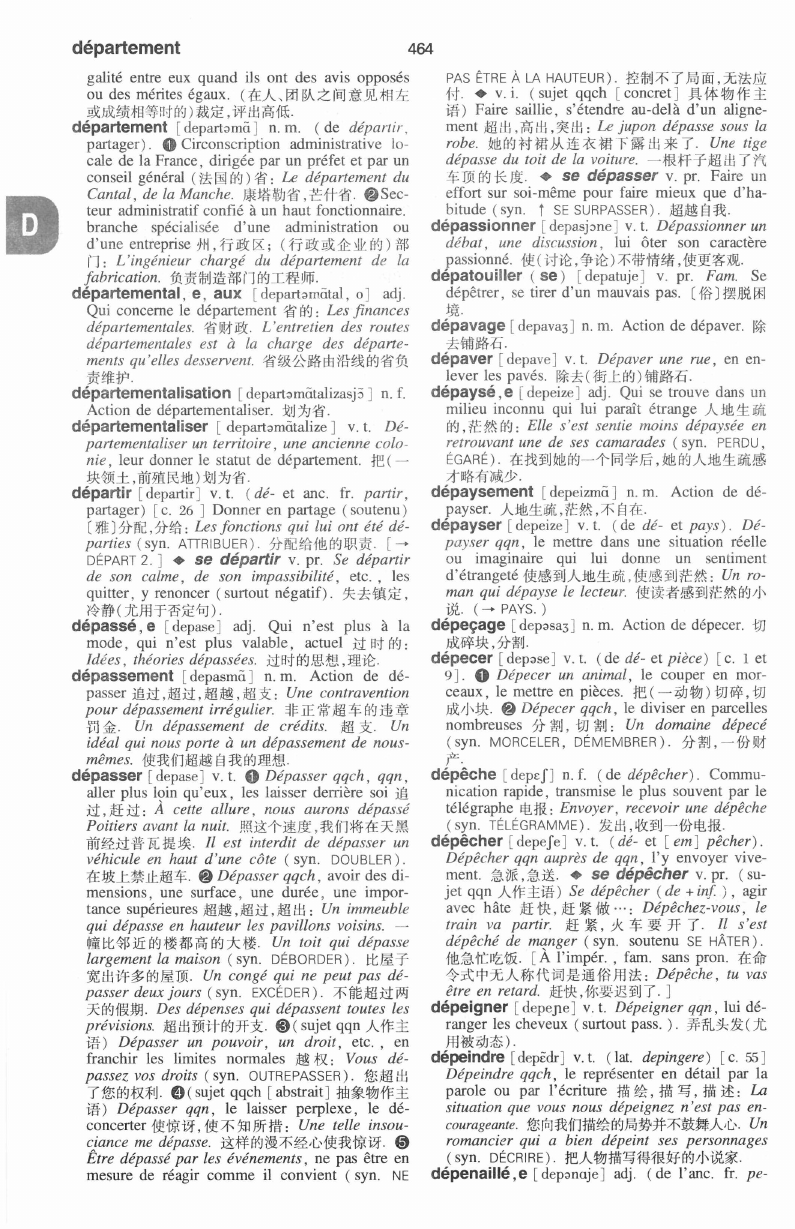 département
464
D
galité entre eux quand ils ont des avis opposés
ou des mérites égaux. (在人、团队之间意见相左
或成绩相等时的)裁定,评出高低.
département [departəmɑ̃] n. m. (de départir,
partager). ❶ Circonscription administrative lo-
cale de la France, dirigée par un préfet et par un
conseil général (法国的)省: Le département du
Cantal, de la Manche. 康塔勒省,芒什省. ❷Sec-
teur administratif confié à un haut fonctionnaire.
branche spécialisée d'une administration ou
d'une entreprise 州,行政区; (行政或企业的)部
门: L'ingénieur chargé du département de la
fabrication. 负责制造部门的工程师.
départemental, e, aux [departəmɑ̃tal, o] adj.
Qui concerne le département 省的: Les finances
départementales. 省财政. L'entretien des routes
départementales est à la charge des départe-
ments qu'elles desservent. 省级公路由沿线的省负
责维护.
départementalisation [departəmɑ̃talizasjɔ̃] n. f.
Action de départementaliser. 划为省.
départementaliser [departəmɑ̃talize] v. t. Dé-
partementaliser un territoire, une ancienne colo-
nie, leur donner le statut de département. 把(一
块领土,前殖民地)划为省.
départir [departir] v. t. (dé- et anc. fr. partir,
partager) [c. 26] Donner en partage (soutenu)
[雅]分配,分给: Les fonctions qui lui ont été dé-
parties (syn. ATTRIBUER). 分配给他的职责. [→
DÉPART 2.] ◆ se départir v. pr. Se départir
de son calme, de son impassibilité, etc., les
quitter, y renoncer (surtout négatif). 失去镇定,
冷静(尤用于否定句).
dépassé, e [depase] adj. Qui n'est plus à la
mode, qui n'est plus valable, actuel 过时的:
Idées, théories dépassées. 过时的思想,理论.
dépassement [depasmɑ̃] n. m. Action de dé-
passer 追过,超过,超越,超支: Une contravention
pour dépassement irrégulier. 非正常超车的违章
罚金. Un dépassement de crédits. 超支. Un
idéal qui nous porte à un dépassement de nous-
mêmes. 使我们超越自我的理想.
dépasser [depase] v. t. ❶ Dépasser qqch, qqn,
aller plus loin qu'eux, les laisser derrière soi 追
过,赶过: À cette allure, nous aurons dépassé
Poitiers avant la nuit. 照这个速度,我们将在天黑
前经过普瓦提埃. Il est interdit de dépasser un
véhicule en haut d'une côte (syn. DOUBLER).
在坡上禁止超车. ❷ Dépasser qqch, avoir des di-
mensions, une surface, une durée, une impor-
tance supérieures 超越,超过,超出: Un immeuble
qui dépasse en hauteur les pavillons voisins. 一
幢比邻近的楼都高的大楼. Un toit qui dépasse
largement la maison (syn. DÉBORDER). 比屋子
宽出许多的屋顶. Un congé qui ne peut pas dé-
passer deux jours (syn. EXCÉDER). 不能超过两
天的假期. Des dépenses qui dépassent toutes les
prévisions. 超出预计的开支. ❸(sujet qqn 人作主
语) Dépasser un pouvoir, un droit, etc., en
franchir les limites normales 越权: Vous dé-
passez vos droits (syn. OUTREPASSER). 您超出
了您的权利. ❹(sujet qqch [abstrait] 抽象物作主
语) Dépasser qqn, le laisser perplexe, le dé-
concerter 使惊讶,使不知所措: Une telle insou-
ciance me dépasse. 这样的漫不经心使我惊讶. ❺
Être dépassé par les événements, ne pas être en
mesure de réagir comme il convient (syn. NE
PAS ÊTRE À LA HAUTEUR). 控制不了局面,无法应
付. ◆ v. i. (sujet qqch [concret] 具体物作主
语) Faire saillie, s'étendre au-delà d'un aligne-
ment 超出,高出,突出: Le jupon dépasse sous la
robe. 她的衬裙从连衣裙下露出来了. Une tige
dépasse du toit de la voiture. 一根杆子超出了汽
车顶的长度. ◆ se dépasser v. pr. Faire un
effort sur soi-même pour faire mieux que d'ha-
bitude (syn. ↑ SE SURPASSER). 超越自我.
dépassionner [depasjɔne] v. t. Dépassionner un
débat, une discussion, lui ôter son caractère
passionné. 使(讨论,争论)不带情绪,使更客观.
dépatouiller (se) [depatuje] v. pr. Fam. Se
dépêtrer, se tirer d'un mauvais pas. [俗]摆脱困
境.
dépavage [depavaʒ] n. m. Action de dépaver. 除
去铺路石.
dépaver [depave] v. t. Dépaver une rue, en en-
lever les pavés. 除去(街上的)铺路石.
dépaysé, e [depeize] adj. Qui se trouve dans un
milieu inconnu qui lui paraît étrange 人地生疏
的,茫然的: Elle s'est sentie moins dépaysée en
retrouvant une de ses camarades (syn. PERDU,
ÉGARÉ). 在找到她的一个同学后,她的人地生疏感
才略有减少.
dépaysement [depeizmɑ̃] n. m. Action de dé-
payser. 人地生疏,茫然,不自在.
dépayser [depeize] v. t. (de dé- et pays). Dé-
payser qqn, le mettre dans une situation réelle
ou imaginaire qui lui donne un sentiment
d'étrangeté 使感到人地生疏,使感到茫然: Un ro-
man qui dépayse le lecteur. 使读者感到茫然的小
说. (→ PAYS.)
dépeçage [depəsaʒ] n. m. Action de dépecer. 切
成碎块,分割.
dépecer [depəse] v. t. (de dé- et pièce) [c. 1 et
9]. ❶ Dépecer un animal, le couper en mor-
ceaux, le mettre en pièces. 把(一动物)切碎,切
成小块. ❷ Dépecer qqch, le diviser en parcelles
nombreuses 分割, 切割: Un domaine dépecé
(syn. MORCELER, DÉMEMBRER). 分割,一份财
产.
dépêche [depɛʃ] n. f. (de dépêcher). Commu-
nication rapide, transmise le plus souvent par le
télégraphe 电报: Envoyer, recevoir une dépêche
(syn. TÉLÉGRAMME). 发出,收到一份电报.
dépêcher [depeʃe] v. t. (dé- et [em] pêcher).
Dépêcher qqn auprès de qqn, l'y envoyer vive-
ment. 急派,急送. ◆ se dépêcher v. pr. (su-
jet qqn 人作主语) Se dépêcher (de + inf.), agir
avec hâte 赶快,赶紧做…: Dépêchez-vous, le
train va partir. 赶紧,火车要开了. Il s'est
dépêché de manger (syn. soutenu SE HÂTER).
他急忙吃饭. [À l'impér., fam. sans pron. 在命
令式中无人称代词是通俗用法: Dépêche, tu vas
être en retard. 赶快,你要迟到了.]
dépeigner [depeɲe] v. t. Dépeigner qqn, lui dé-
ranger les cheveux (surtout pass.). 弄乱头发(尤
用被动态).
dépeindre [depɛ̃dr] v. t. (lat. depingere) [c. 55]
Dépeindre qqch, le représenter en détail par la
parole ou par l'écriture 描绘,描写,描述: La
situation que vous nous dépeignez n'est pas en-
courageante. 您向我们描绘的局势并不鼓舞人心. Un
romancier qui a bien dépeint ses personnages
(syn. DÉCRIRE). 把人物描写得很好的小说家.
dépenaillé, e [depənɑje] adj. (de l'anc. fr. pe-